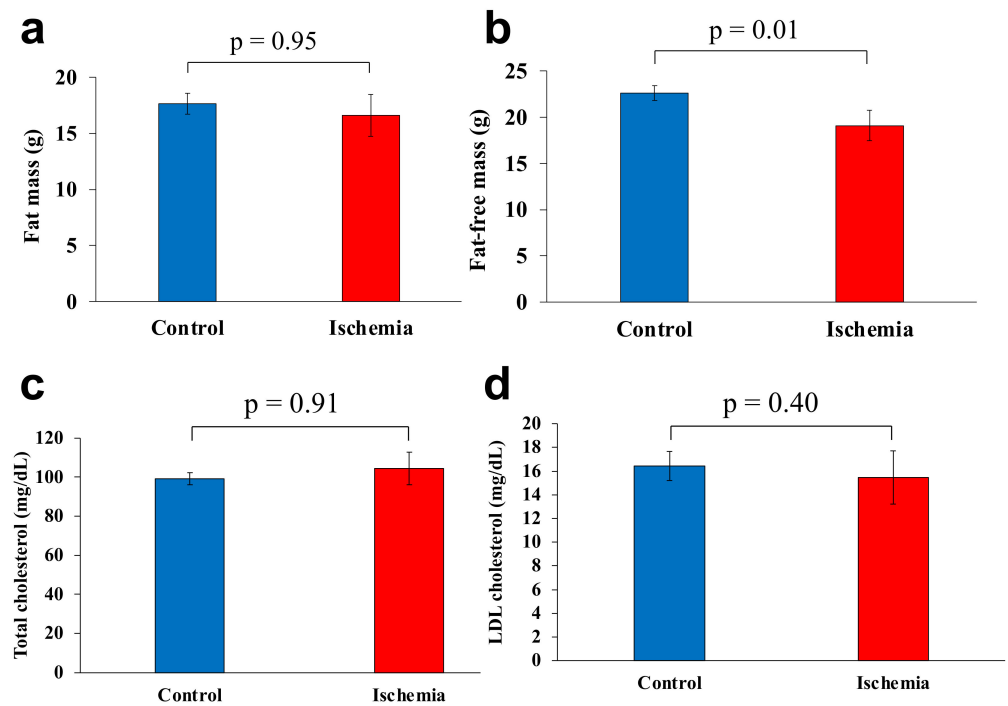 a
p = 0.95
Fat mass (g)
20
15
10
5
0
Control Ischemia
b
p = 0.01
Fat-free mass (g)
25
20
15
10
5
0
Control Ischemia
c
p = 0.91
Total cholesterol (mg/dL)
120
100
80
60
40
20
0
Control Ischemia
d
p = 0.40
LDL cholesterol (mg/dL)
20
18
16
14
12
10
8
6
4
2
0
Control Ischemia